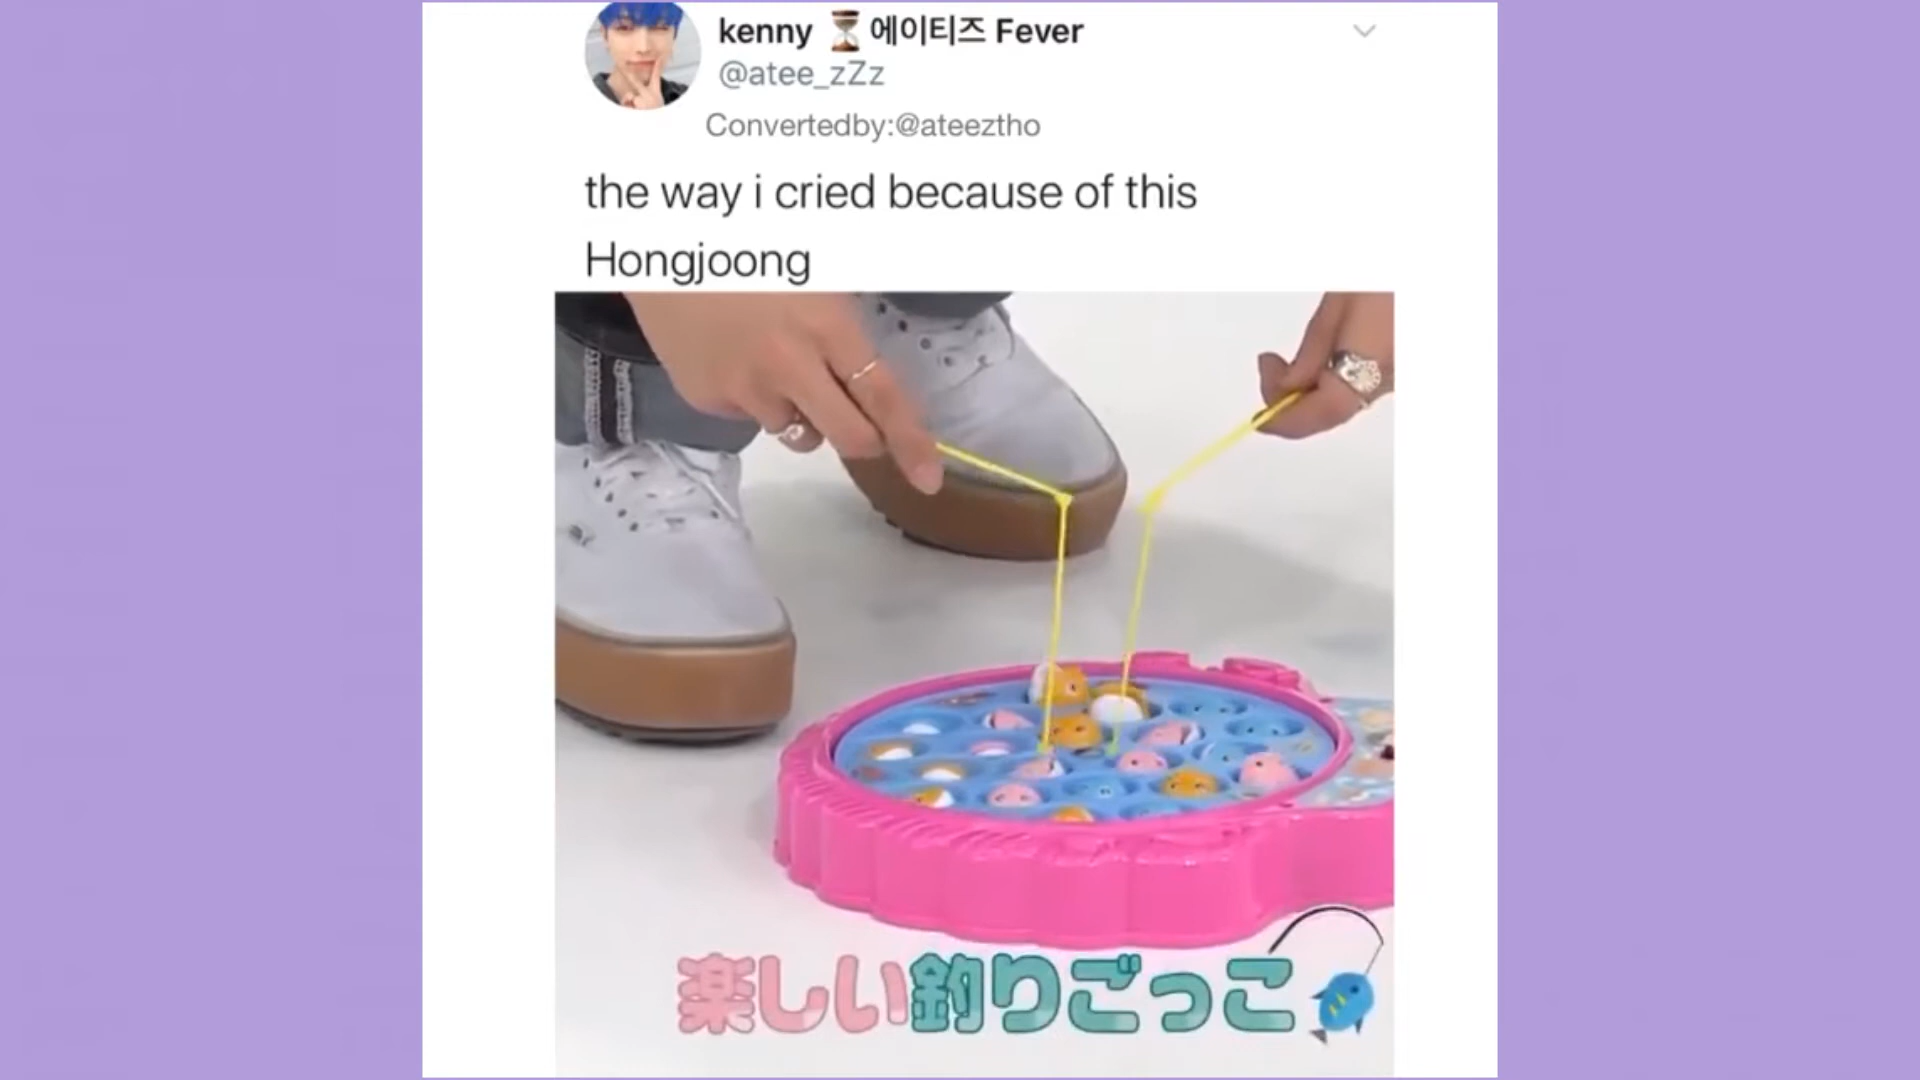 kenny ⏳에이티즈 Fever
@atee_zZz
Convertedby:@ateeztho
the way i cried because of this
Hongjoong
楽しい釣りごっこ